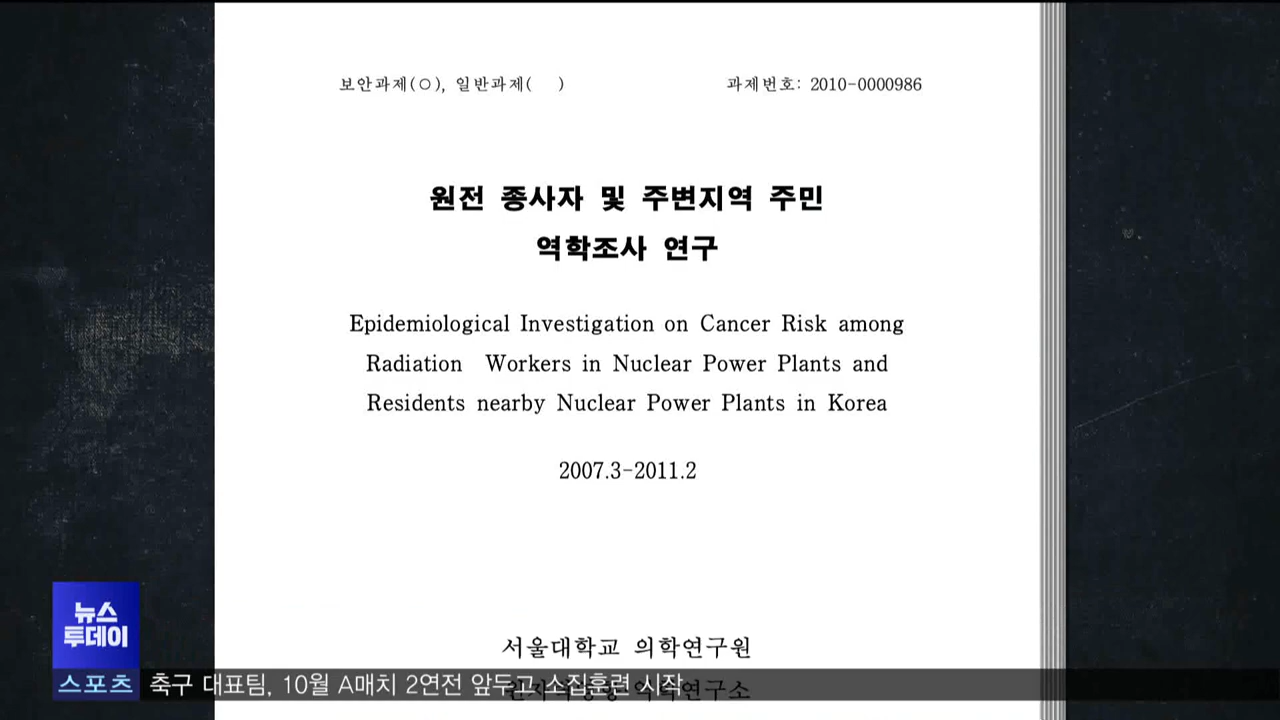 보안과제(○), 일반과제( )
과제번호: 2010-0000986
원전 종사자 및 주변지역 주민
역학조사 연구
Epidemiological Investigation on Cancer Risk among
Radiation Workers in Nuclear Power Plants and
Residents nearby Nuclear Power Plants in Korea
2007.3-2011.2
서울대학교 의학연구원
연구소
뉴스
투데이
스포츠 축구 대표팀, 10월 A매치 2연전 앞두고 소집훈련 시작